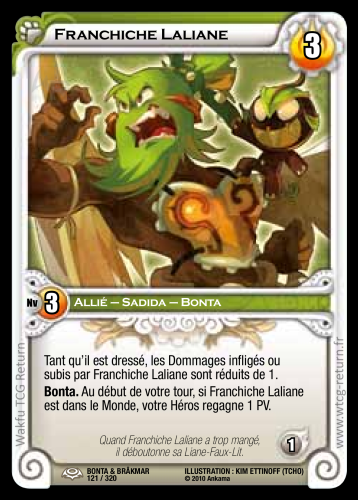 Franchiche Laliane
3
Nv 3
Allié – Sadida – Bonta
Tant qu'il est dressé, les Dommages infligés ou
subis par Franchiche Laliane sont réduits de 1.
Bonta. Au début de votre tour, si Franchiche Laliane
est dans le Monde, votre Héros regagne 1 PV.
Quand Franchiche Laliane a trop mangé,
il déboutonne sa Liane-Faux-Lit.
1
BONTA & BRÂKMAR
121 / 320
ILLUSTRATION : KIM ETTINOFF (TCHO)
© 2010 Ankama
Wakfu TCG Return
www.wtcg-return.fr